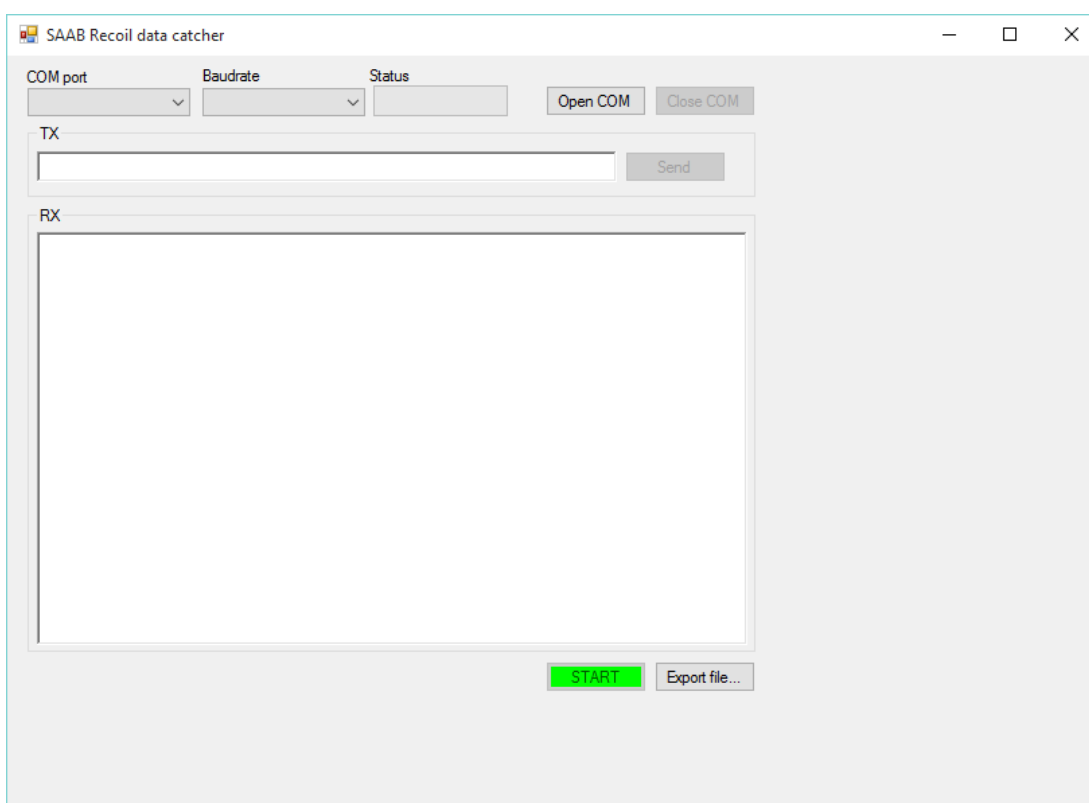 SAAB Recoil data catcher
COM port Baudrate Status
Open COM Close COM
TX
Send
RX
START Export file...